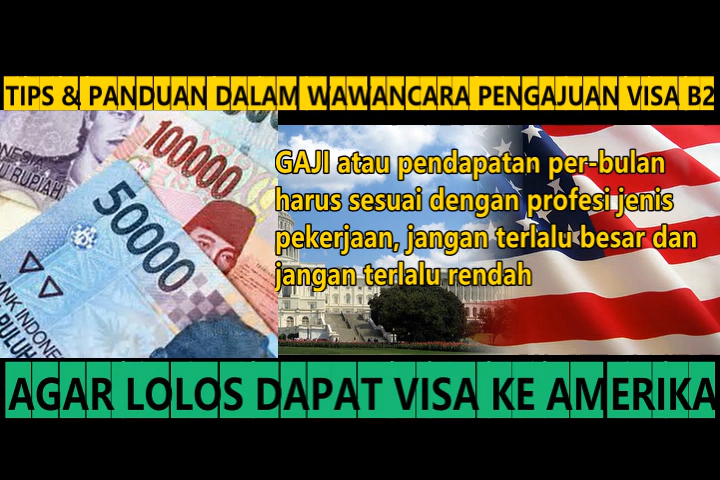 TIPS & PANDUAN DALAM WAWANCARA PENGAJUAN VISA B2
GAJI atau pendapatan per-bulan
harus sesuai dengan profesi jenis
pekerjaan, jangan terlalu besar dan
jangan terlalu rendah
100000
50000
AGAR LOLOS DAPAT VISA KE AMERIKA